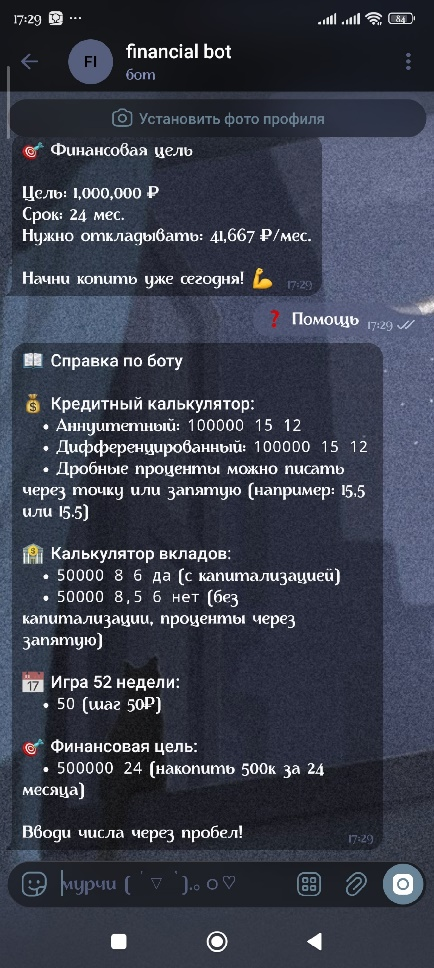 17:29 ...
84
FI
financial bot
бот
Установить фото профиля
🎯 Финансовая цель
Цель: 1,000,000 ₽
Срок: 24 мес.
Нужно откладывать: 41,667 ₽/мес.
Начни копить уже сегодня! 💪 17:29
❓ Помощь 17:29
📖 Справка по боту
💰 Кредитный калькулятор:
• Аннуитетный: 100000 15 12
• Дифференцированный: 100000 15 12
• Дробные проценты можно писать
через точку или запятую (например: 15,5
или 15.5)
🏦 Калькулятор вкладов:
• 50000 8 6 да (с капитализацией)
• 50000 8,5 6 нет (без
капитализации, проценты через
запятую)
📅 Игра 52 недели:
• 50 (шаг 50₽)
🎯 Финансовая цель:
• 500000 24 (накопить 500к за 24
месяца)
Вводи числа через пробел! 17:29
мурчи ( ˙ ▽ ˙ ).｡ o♡